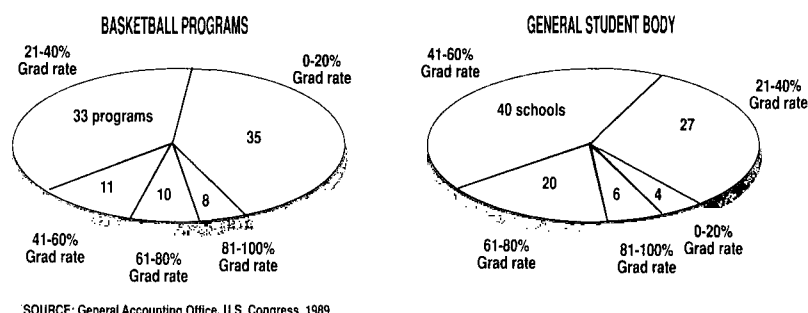 BASKETBALL PROGRAMS
21-40%
Grad rate
0-20%
Grad rate
33 programs
35
11
10
8
41-60%
Grad rate
61-80%
Grad rate
81-100%
Grad rate
GENERAL STUDENT BODY
41-60%
Grad rate
21-40%
Grad rate
40 schools
27
20
6
4
61-80%
Grad rate
81-100%
Grad rate
0-20%
Grad rate
SOURCE: General Accounting Office, U.S. Congress, 1989